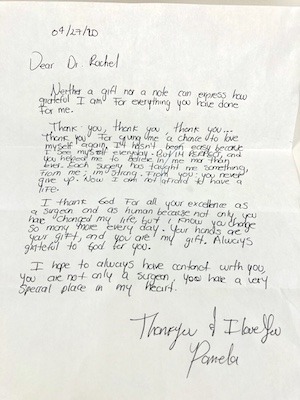 04/27/20
Dear Dr. Rachel
Neither a gift nor a note can express how
grateful I am For everything you have done
for me.
Thank you, thank you, thank you...
Thank you For giving me a chance to love
myself again. It hasn't been easy because
I see myself everyday. But in
you helped me to believe in me mor than
ever. Each surgery has taught me something,
From me; im strong. From you; you never
give up. Now I am not afraid to have a
life.
I thank God For all your excellence as
a surgeon and as human because not only you
have changed my life but I know you change
So many more every day. Your hands are
your gift, and you are my gift. Always
grateful to God for you.
I hope to always have contanct with you,
You are not only a surgeon, you have a very
Special place in my heart.
Thank you & I love You
Pamela